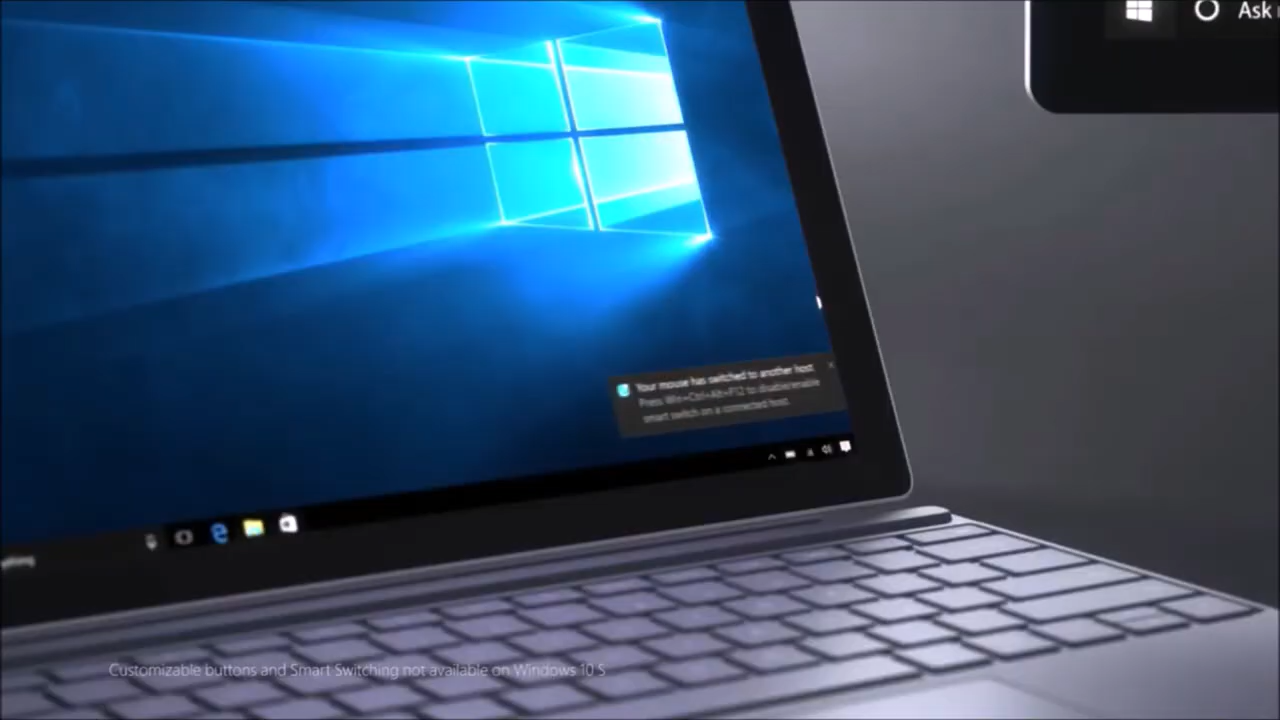 Ask
Your mouse has switched to another host
Press Win+Ctrl+Alt+F12 to disable/enable
smart switch on a connected host.
Customizable buttons and Smart Switching not available on Windows 10 S